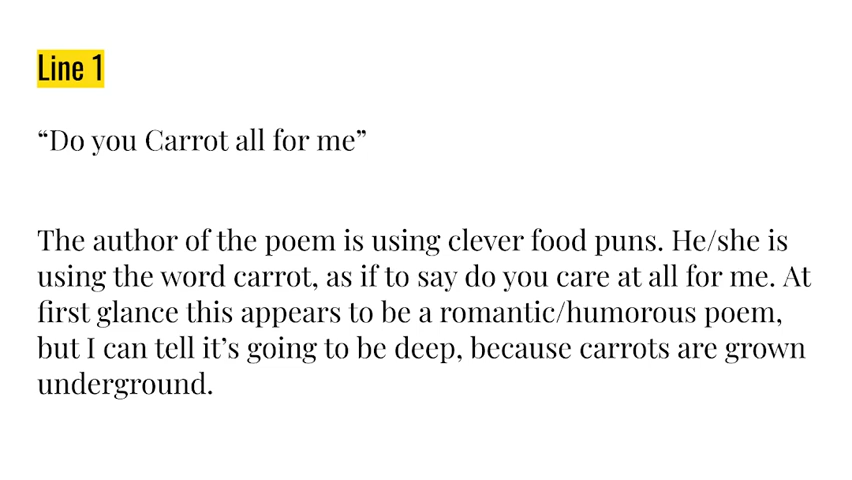 Line 1
“Do you Carrot all for me”
The author of the poem is using clever food puns. He/she is
using the word carrot, as if to say do you care at all for me. At
first glance this appears to be a romantic/humorous poem,
but I can tell it’s going to be deep, because carrots are grown
underground.